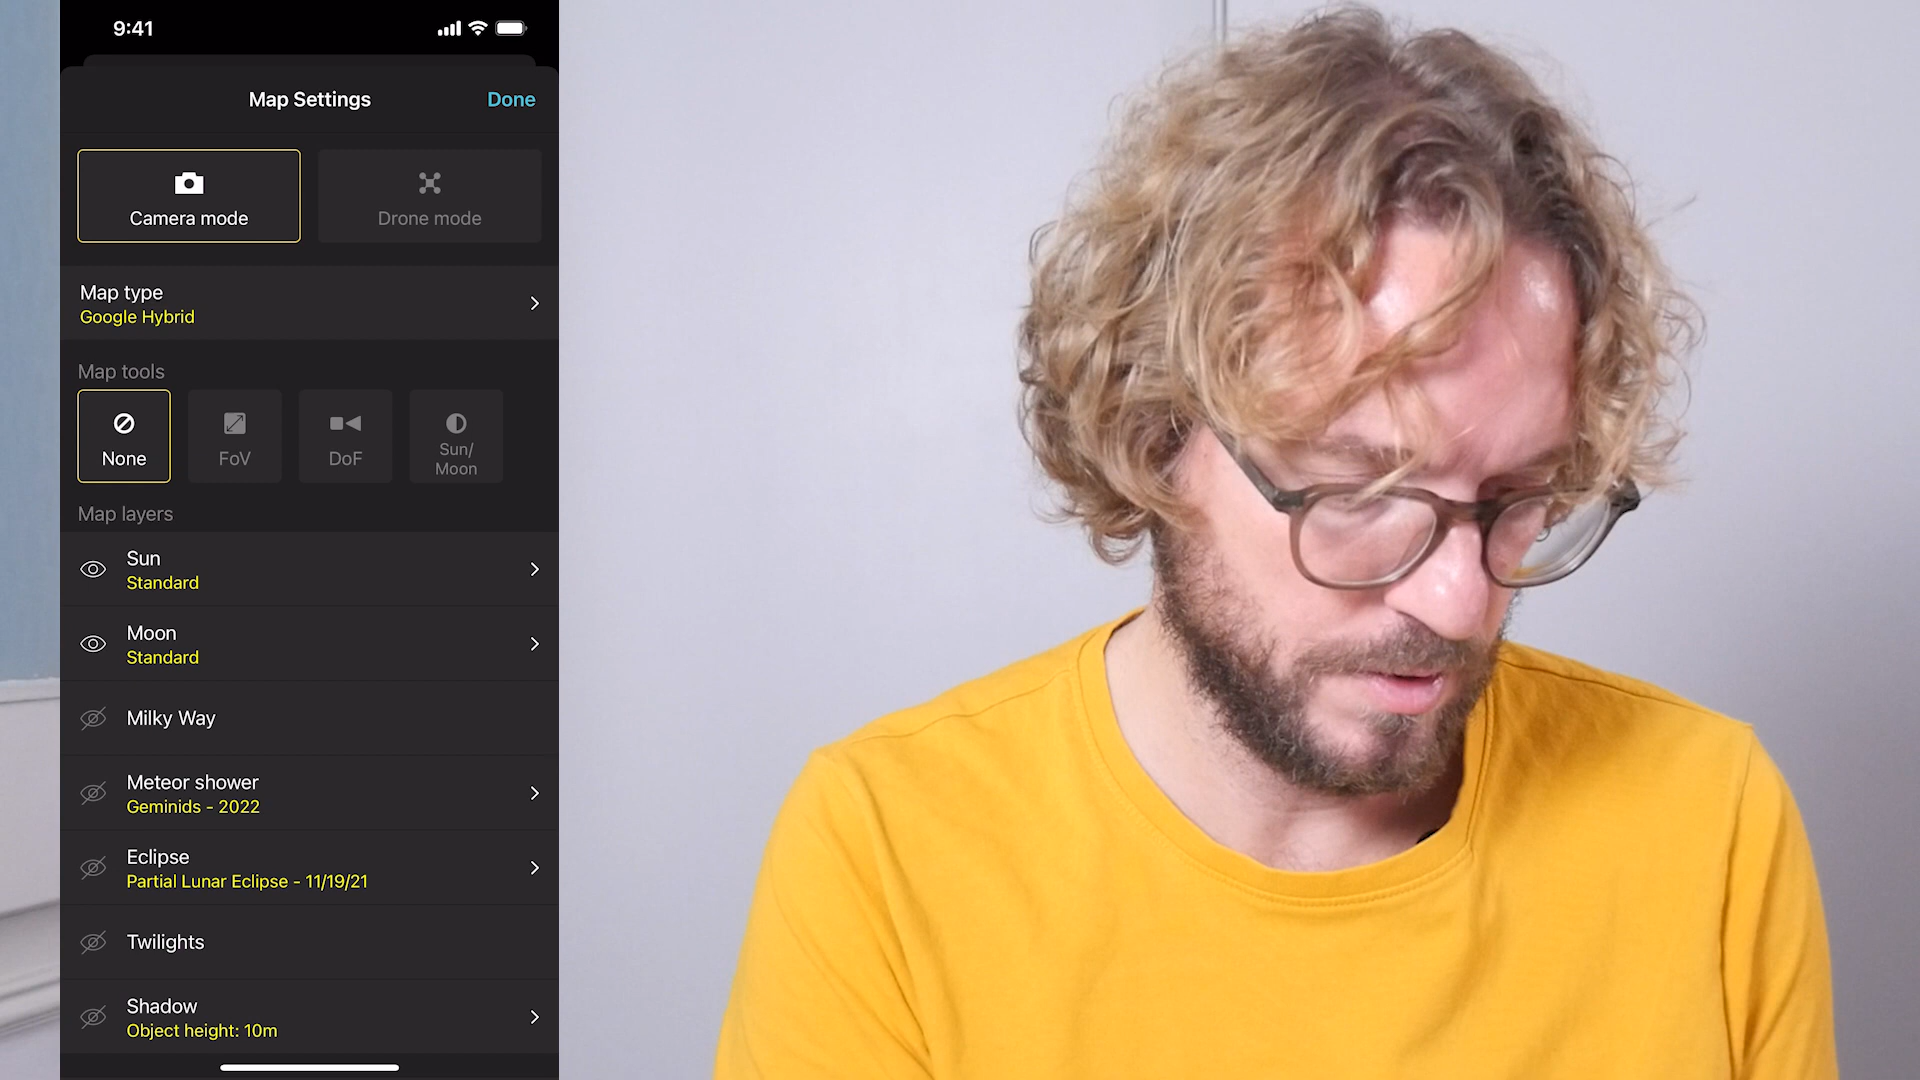 9:41
Map Settings
Done
Camera mode
Drone mode
Map type
Google Hybrid
Map tools
None
FoV
DoF
Sun/
Moon
Map layers
Sun
Standard
Moon
Standard
Milky Way
Meteor shower
Geminids - 2022
Eclipse
Partial Lunar Eclipse - 11/19/21
Twilights
Shadow
Object height: 10m